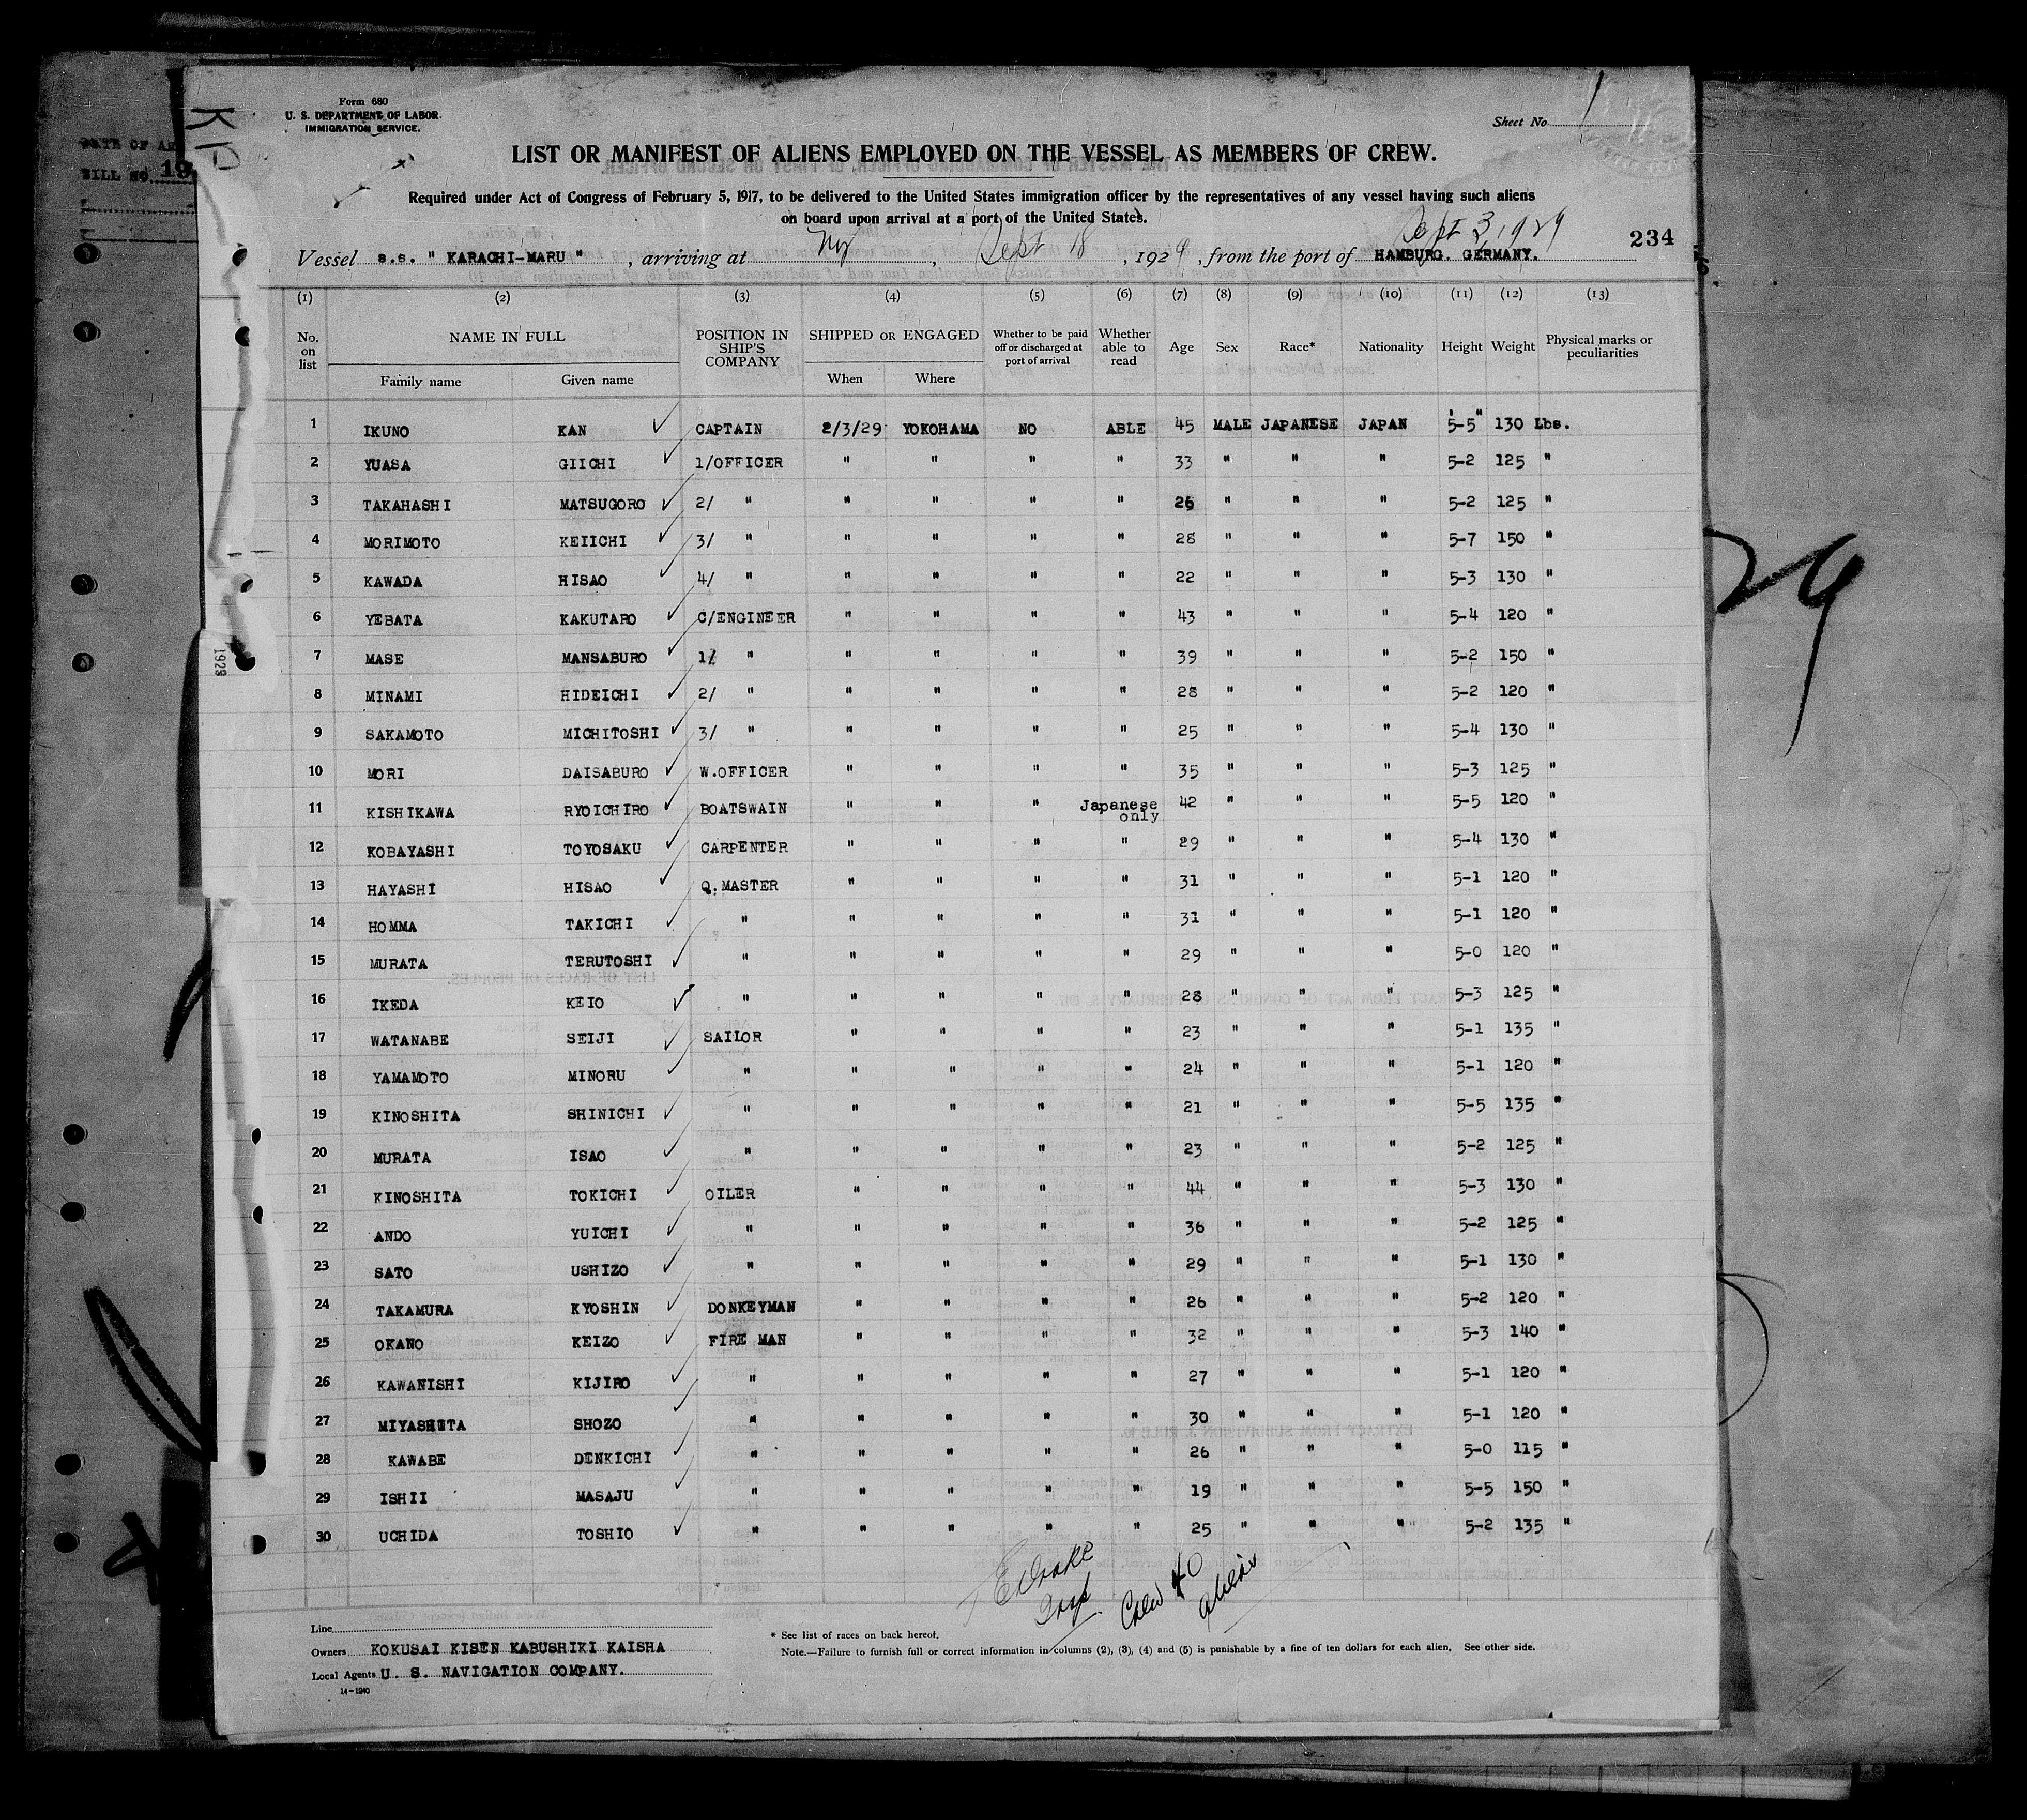 Form 680
U. S. DEPARTMENT OF LABOR.
IMMIGRATION SERVICE.
Sheet No. 1
LIST OR MANIFEST OF ALIENS EMPLOYED ON THE VESSEL AS MEMBERS OF CREW.
Required under Act of Congress of February 5, 1917, to be delivered to the United States immigration officer by the representatives of any vessel having such aliens
on board upon arrival at a port of the United States.
Sept 3, 1929
234
Vessel s.s. " KARACHI-MARU " , arriving at Ny , Sept 18 , 1929 , from the port of HAMBURG. GERMANY.
(1) (2) (3) (4) (5) (6) (7) (8) (9) (10) (11) (12) (13)
No. on list NAME IN FULL POSITION IN SHIP'S COMPANY SHIPPED OR ENGAGED Whether to be paid off or discharged at port of arrival Whether able to read Age Sex Race* Nationality Height Weight Physical marks or peculiarities
Family name Given name When Where
1 IKUNO KAN CAPTAIN 2/3/29 YOKOHAMA NO ABLE 45 MALE JAPANESE JAPAN 5'-5" 130 Lbs.
2 YUASA GIICHI 1/OFFICER " " " " 33 " " " 5-2 125 "
3 TAKAHASHI MATSUGORO 2/ " " " " " 26 " " " 5-2 125 "
4 MORIMOTO KEIICHI 3/ " " " " " 28 " " " 5-7 150 "
5 KAWADA HISAO 4/ " " " " " 22 " " " 5-3 130 "
6 YEBATA KAKUTARO C/ENGINEER " " " " 43 " " " 5-4 120 "
7 MASE MANSABURO 1/ " " " " " 39 " " " 5-2 150 "
8 MINAMI HIDEICHI 2/ " " " " " 28 " " " 5-2 120 "
9 SAKAMOTO MICHITOSHI 3/ " " " " " 25 " " " 5-4 130 "
10 MORI DAISABURO W.OFFICER " " " " 35 " " " 5-3 125 "
11 KISHIKAWA RYOICHIRO BOATSWAIN " " " Japanese only 42 " " " 5-5 120 "
12 KOBAYASHI TOYOSAKU CARPENTER " " " " 29 " " " 5-4 130 "
13 HAYASHI HISAO Q.MASTER " " " " 31 " " " 5-1 120 "
14 HOMMA TAKICHI " " " " " 31 " " " 5-1 120 "
15 MURATA TERUTOSHI " " " " " 29 " " " 5-0 120 "
16 IKEDA KEIO " " " " " 28 " " " 5-3 125 "
17 WATANABE SEIJI SAILOR " " " " 23 " " " 5-1 135 "
18 YAMAMOTO MINORU " " " " " 24 " " " 5-1 120 "
19 KINOSHITA SHINICHI " " " " " 21 " " " 5-5 135 "
20 MURATA ISAO " " " " " 23 " " " 5-2 125 "
21 KINOSHITA TOKICHI OILER " " " " 44 " " " 5-3 130 "
22 ANDO YUICHI " " " " " 36 " " " 5-2 125 "
23 SATO USHIZO " " " " " 29 " " " 5-1 130 "
24 TAKAMURA KYOSHIN DONKEYMAN " " " " 26 " " " 5-2 120 "
25 OKANO KEIZO FIRE MAN " " " " 32 " " " 5-3 140 "
26 KAWANISHI KIJIRO " " " " " 27 " " " 5-1 120 "
27 MIYASHITA SHOZO " " " " " 30 " " " 5-1 120 "
28 KAWABE DENKICHI " " " " " 26 " " " 5-0 115 "
29 ISHII MASAJU " " " " " 19 " " " 5-5 150 "
30 UCHIDA TOSHIO " " " " " 25 " " " 5-2 135 "
Drake
Insp.
Crew 40
aliens
Line
Owners KOKUSAI KISEN KABUSHIKI KAISHA
Local Agents U. S. NAVIGATION COMPANY.
14-1240
* See list of races on back hereof.
Note.—Failure to furnish full or correct information in columns (2), (3), (4) and (5) is punishable by a fine of ten dollars for each alien. See other side.
BILL NO. 19
29
1929